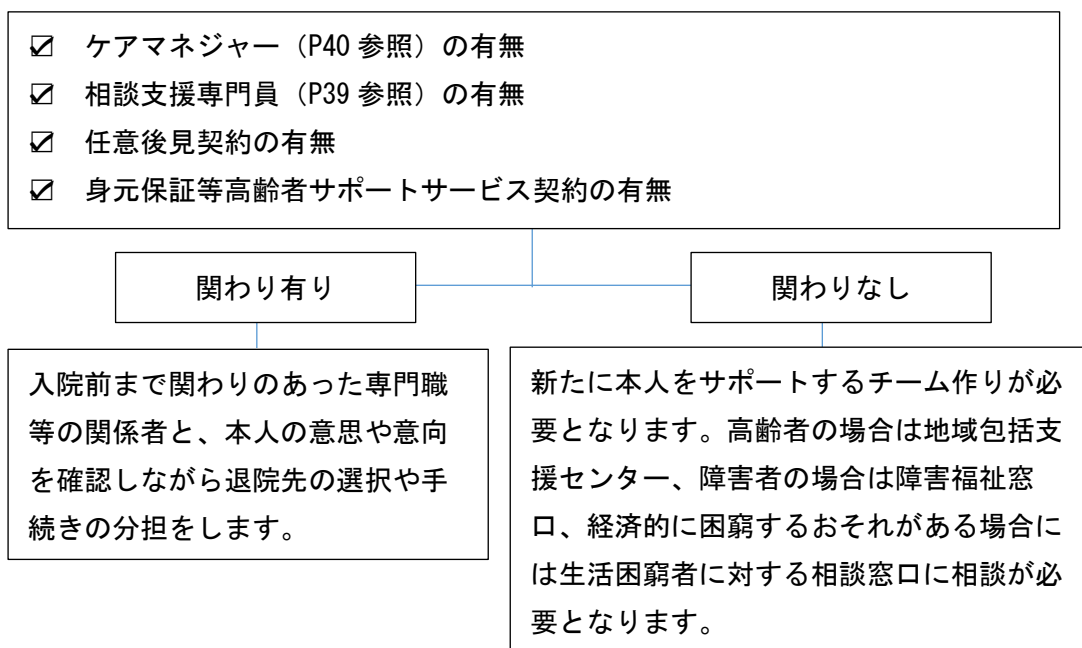 ☑ ケアマネジャー（P40 参照）の有無
☑ 相談支援専門員（P39 参照）の有無
☑ 任意後見契約の有無
☑ 身元保証等高齢者サポートサービス契約の有無
関わり有り
関わりなし
入院前まで関わりのあった専門職
等の関係者と、本人の意思や意向
を確認しながら退院先の選択や手
続きの分担をします。
新たに本人をサポートするチーム作りが必
要となります。高齢者の場合は地域包括支
援センター、障害者の場合は障害福祉窓
口、経済的に困窮するおそれがある場合に
は生活困窮者に対する相談窓口に相談が必
要となります。